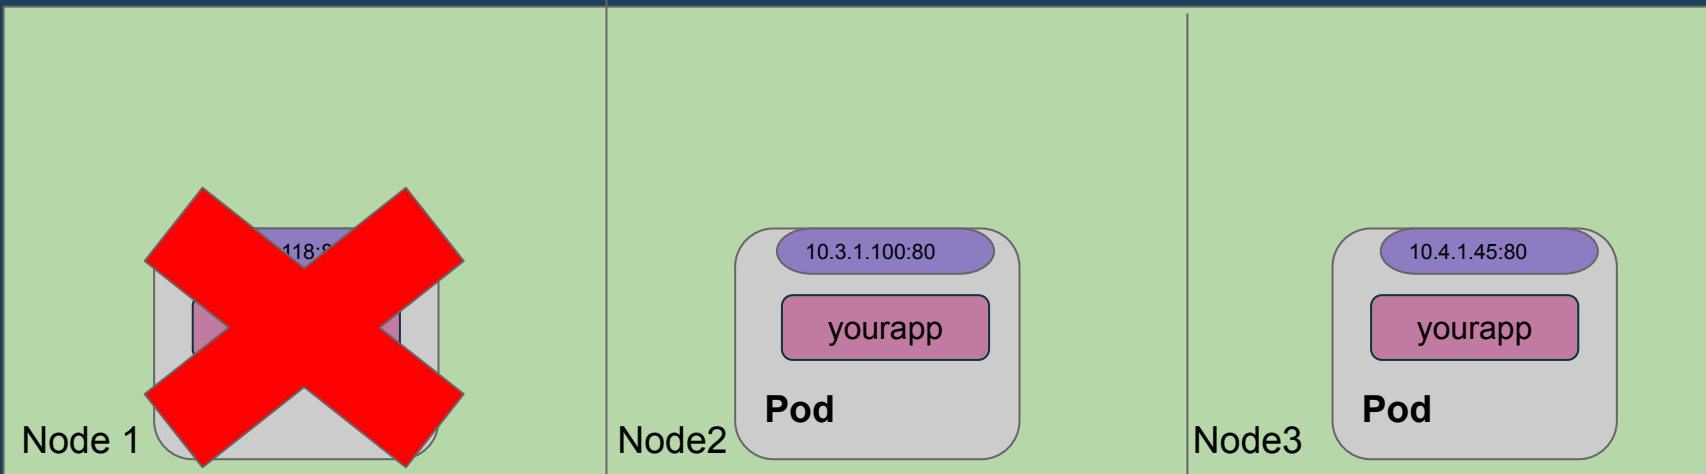 118:8
10.3.1.100:80
10.4.1.45:80
yourapp
yourapp
Pod
Pod
Node 1
Node2
Node3